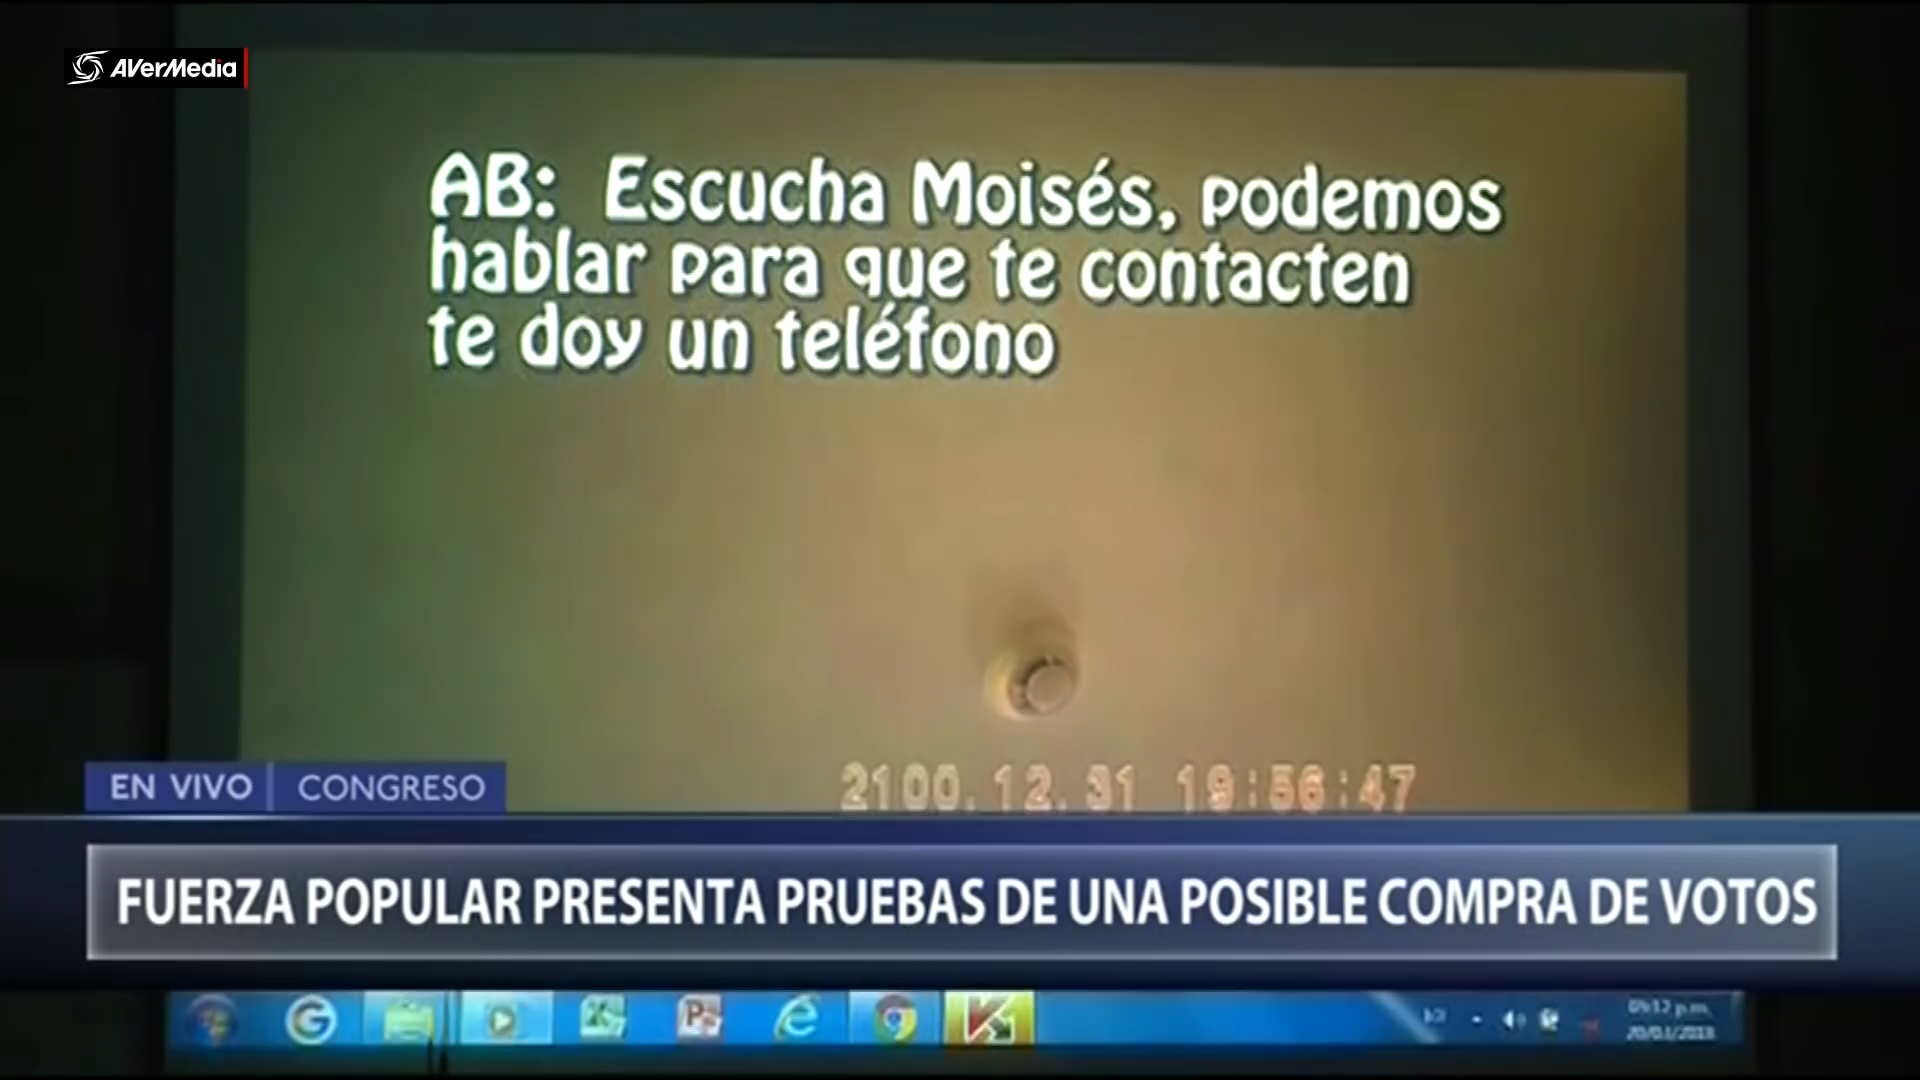 AVerMedia
AB: Escucha Moisés, podemos
hablar para que te contacten
te doy un teléfono
2100.12.31 19:56:47
EN VIVO CONGRESO
FUERZA POPULAR PRESENTA PRUEBAS DE UNA POSIBLE COMPRA DE VOTOS